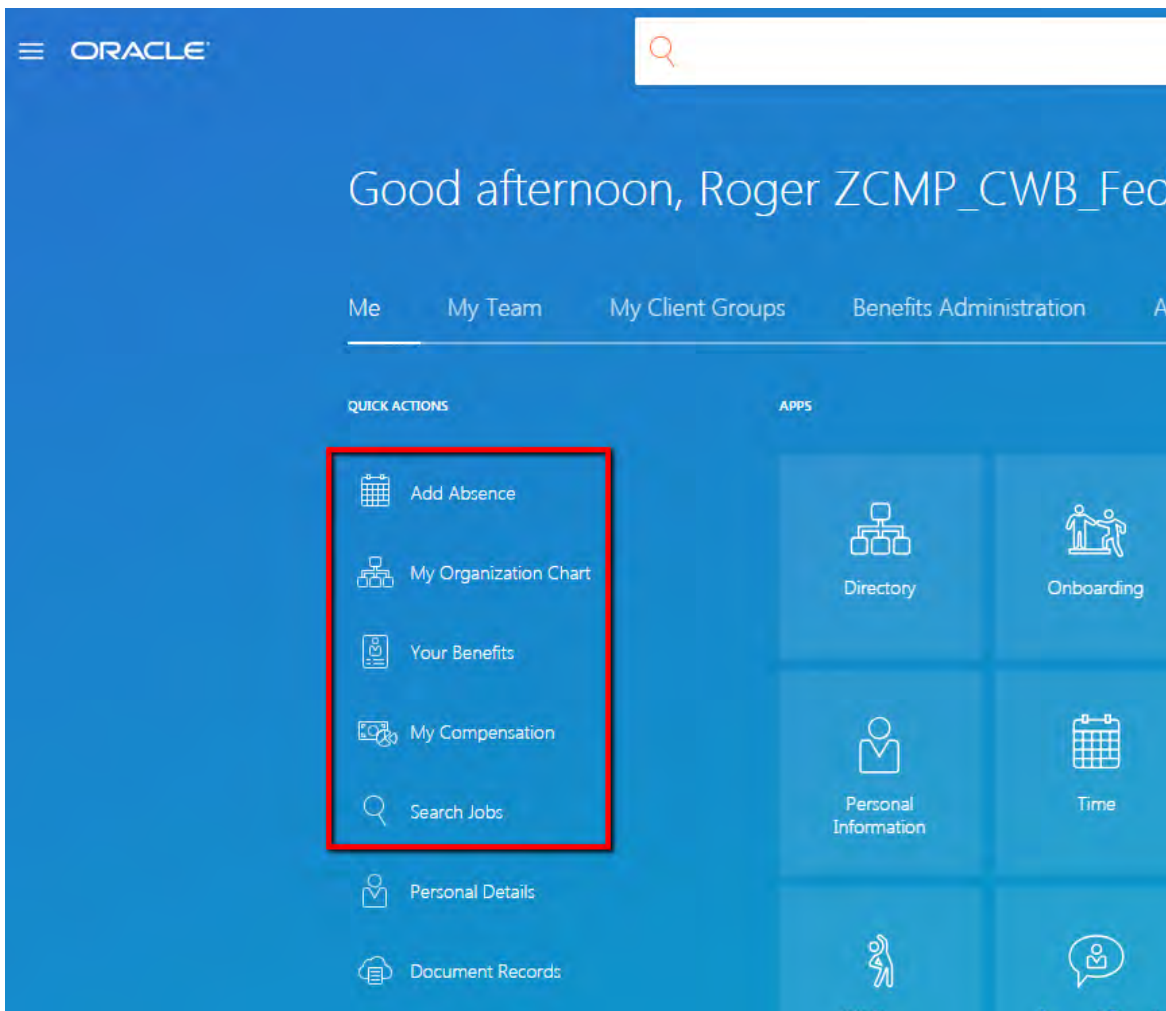 ORACLE
Good afternoon, Roger ZCMP_CWB_Fed
Me My Team My Client Groups Benefits Administration A
QUICK ACTIONS
APPS
Add Absence
My Organization Chart
Your Benefits
My Compensation
Search Jobs
Personal Details
Document Records
Directory
Onboarding
Personal
Information
Time